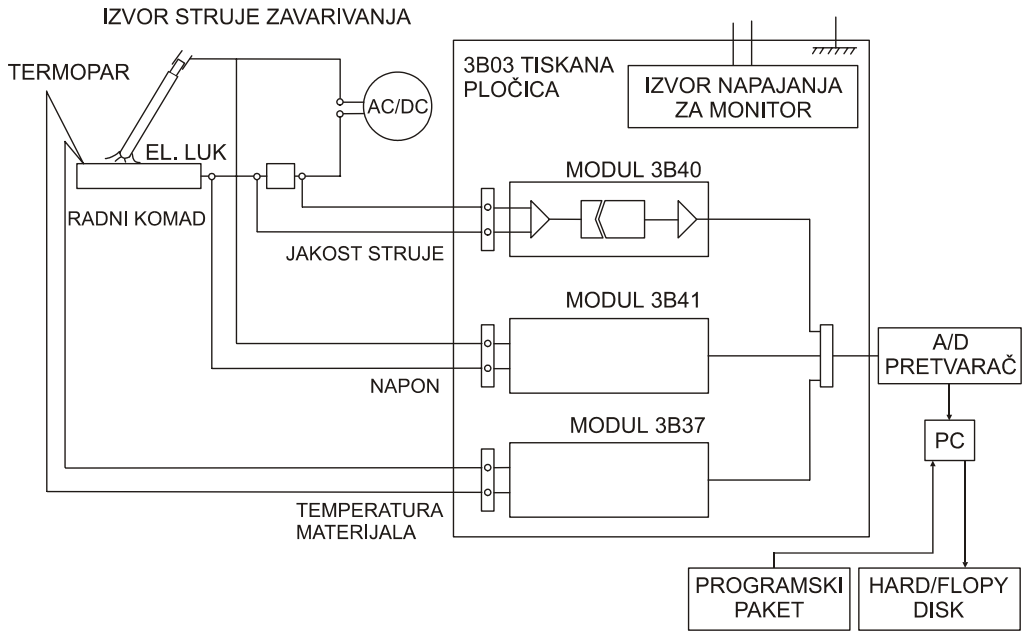 IZVOR STRUJE ZAVARIVANJA
TERMOPAR
AC/DC
EL. LUK
RADNI KOMAD
JAKOST STRUJE
NAPON
TEMPERATURA
MATERIJALA
3B03 TISKANA
PLOČICA
IZVOR NAPAJANJA
ZA MONITOR
MODUL 3B40
MODUL 3B41
MODUL 3B37
A/D
PRETVARAČ
PC
PROGRAMSKI
PAKET
HARD/FLOPY
DISK